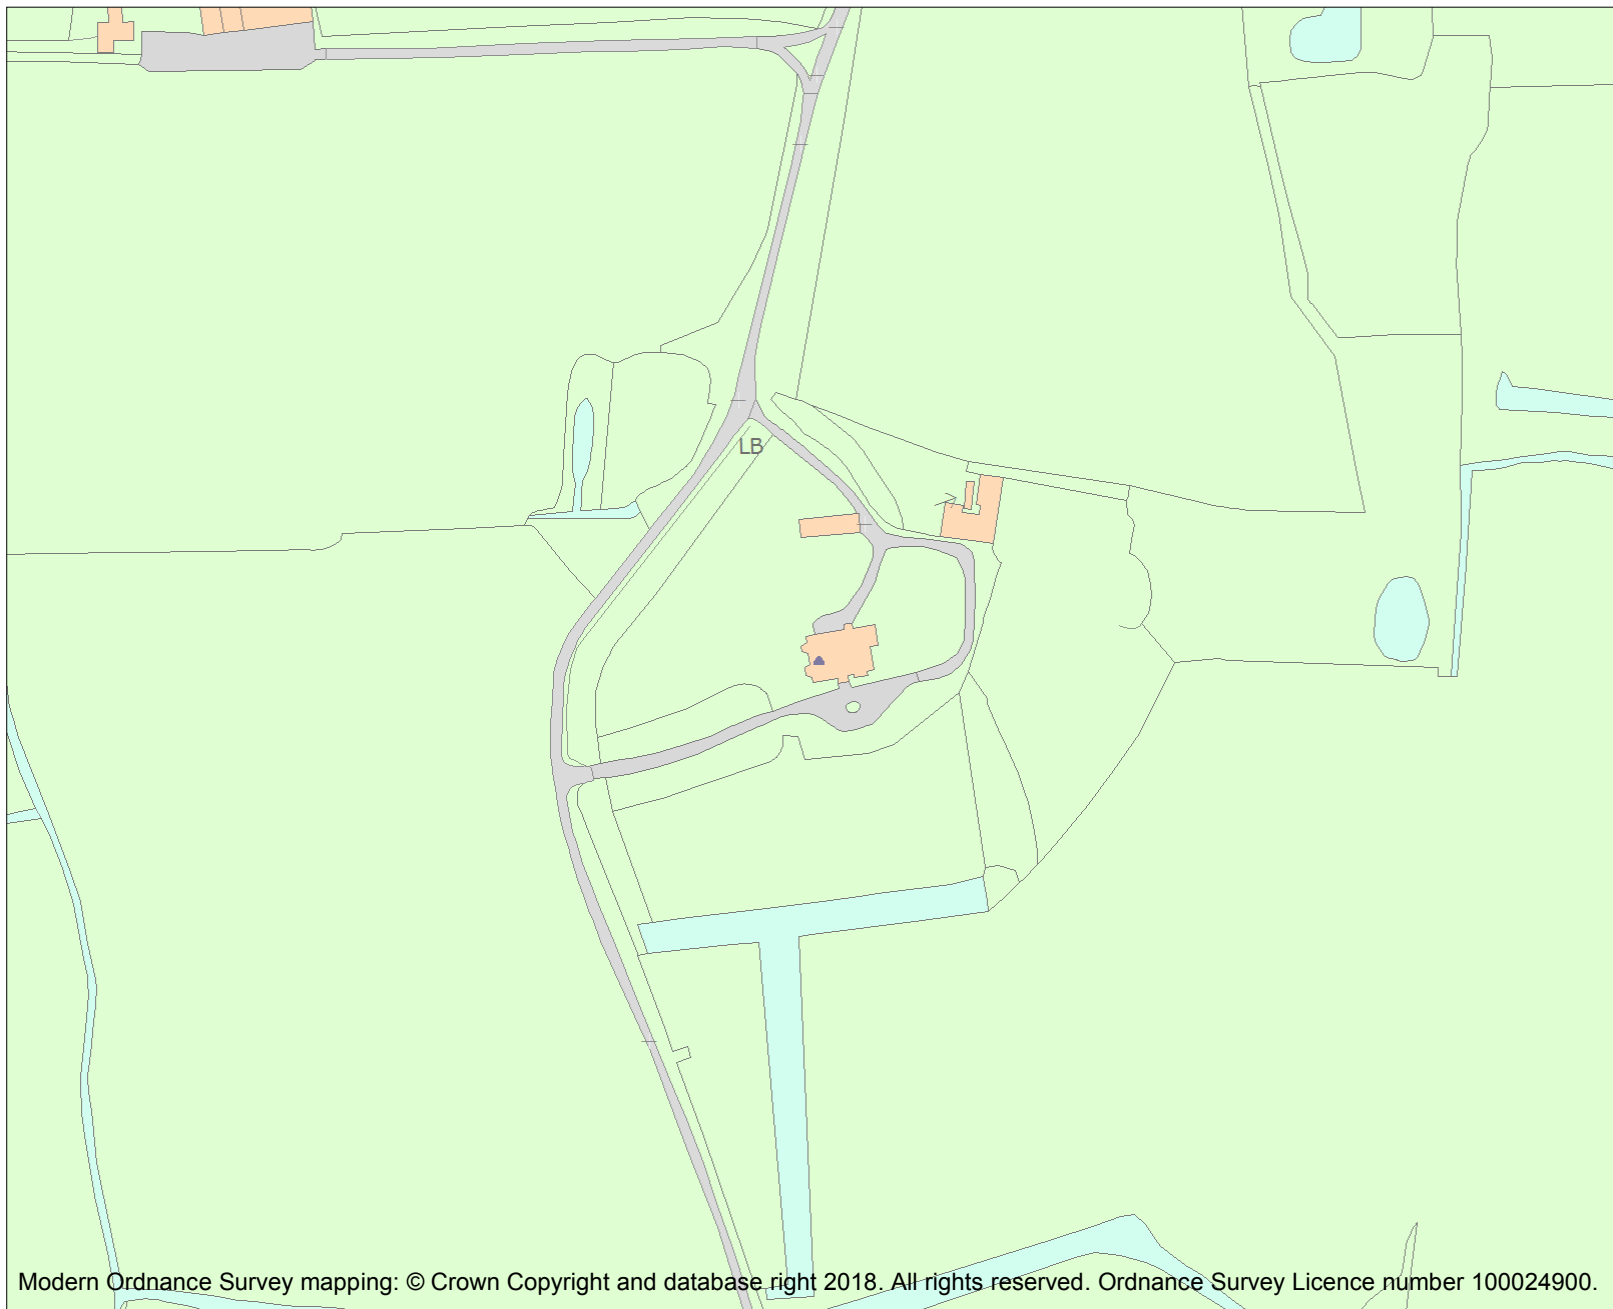 LB
Modern Ordnance Survey mapping: © Crown Copyright and database right 2018. All rights reserved. Ordnance Survey Licence number 100024900.